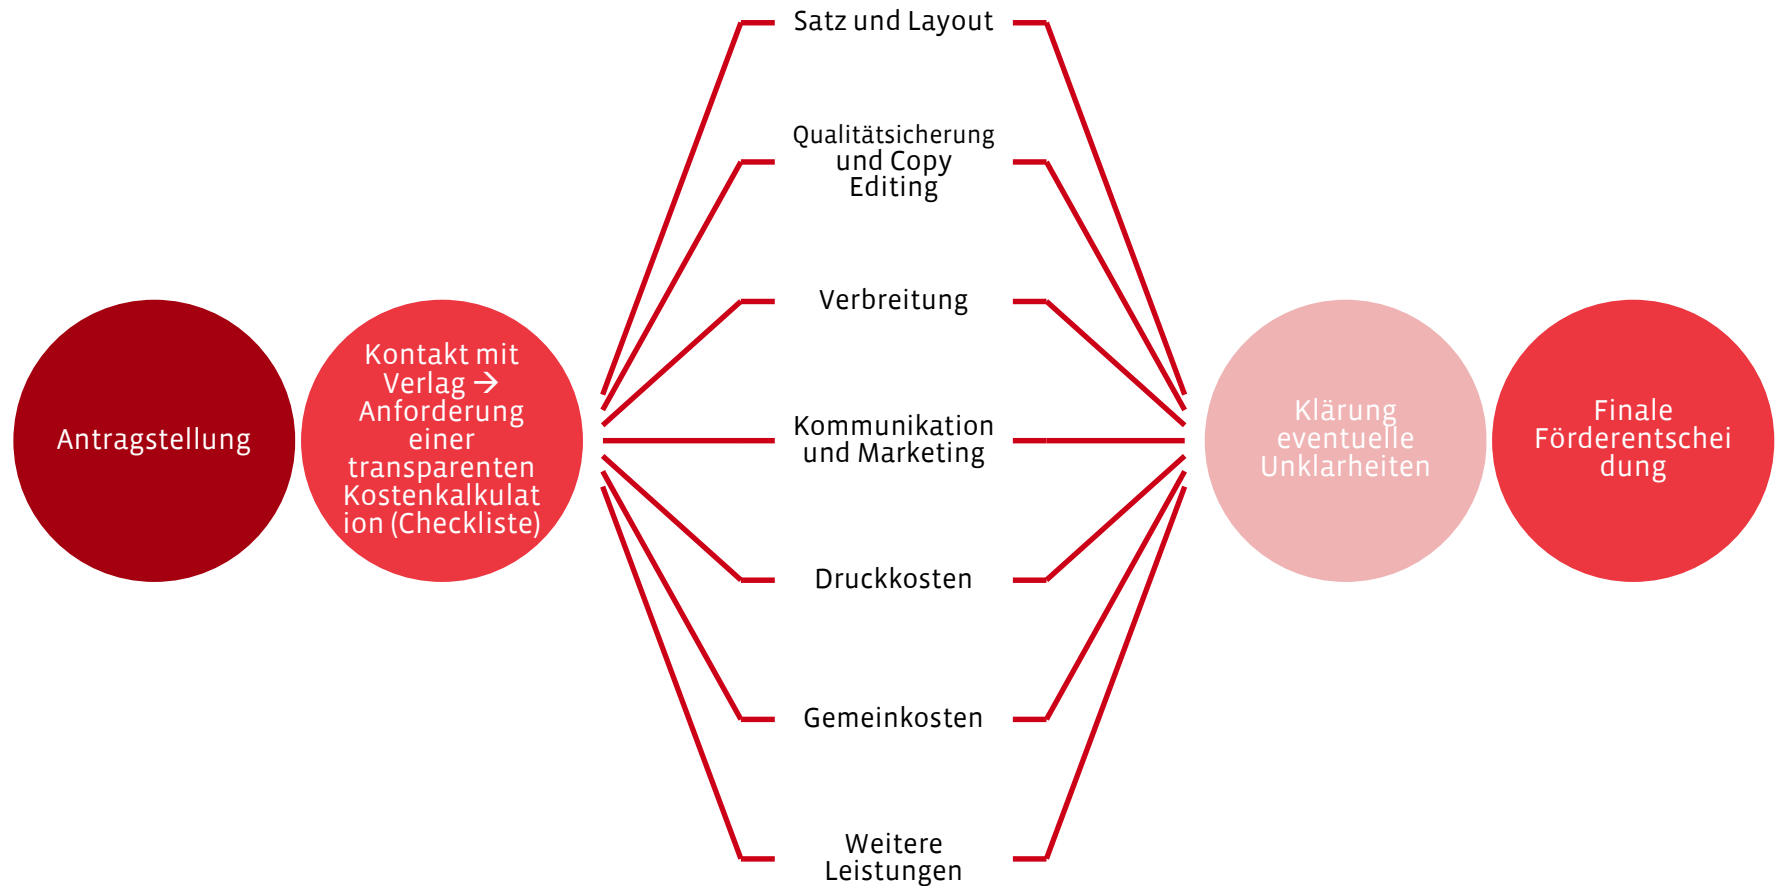 Antragstellung
Kontakt mit
Verlag →
Anforderung
einer
transparenten
Kostenkalkulat
ion (Checkliste)
Satz und Layout
Qualitätsicherung
und Copy
Editing
Verbreitung
Kommunikation
und Marketing
Druckkosten
Gemeinkosten
Weitere
Leistungen
Klärung
eventuelle
Unklarheiten
Finale
Förderentschei
dung